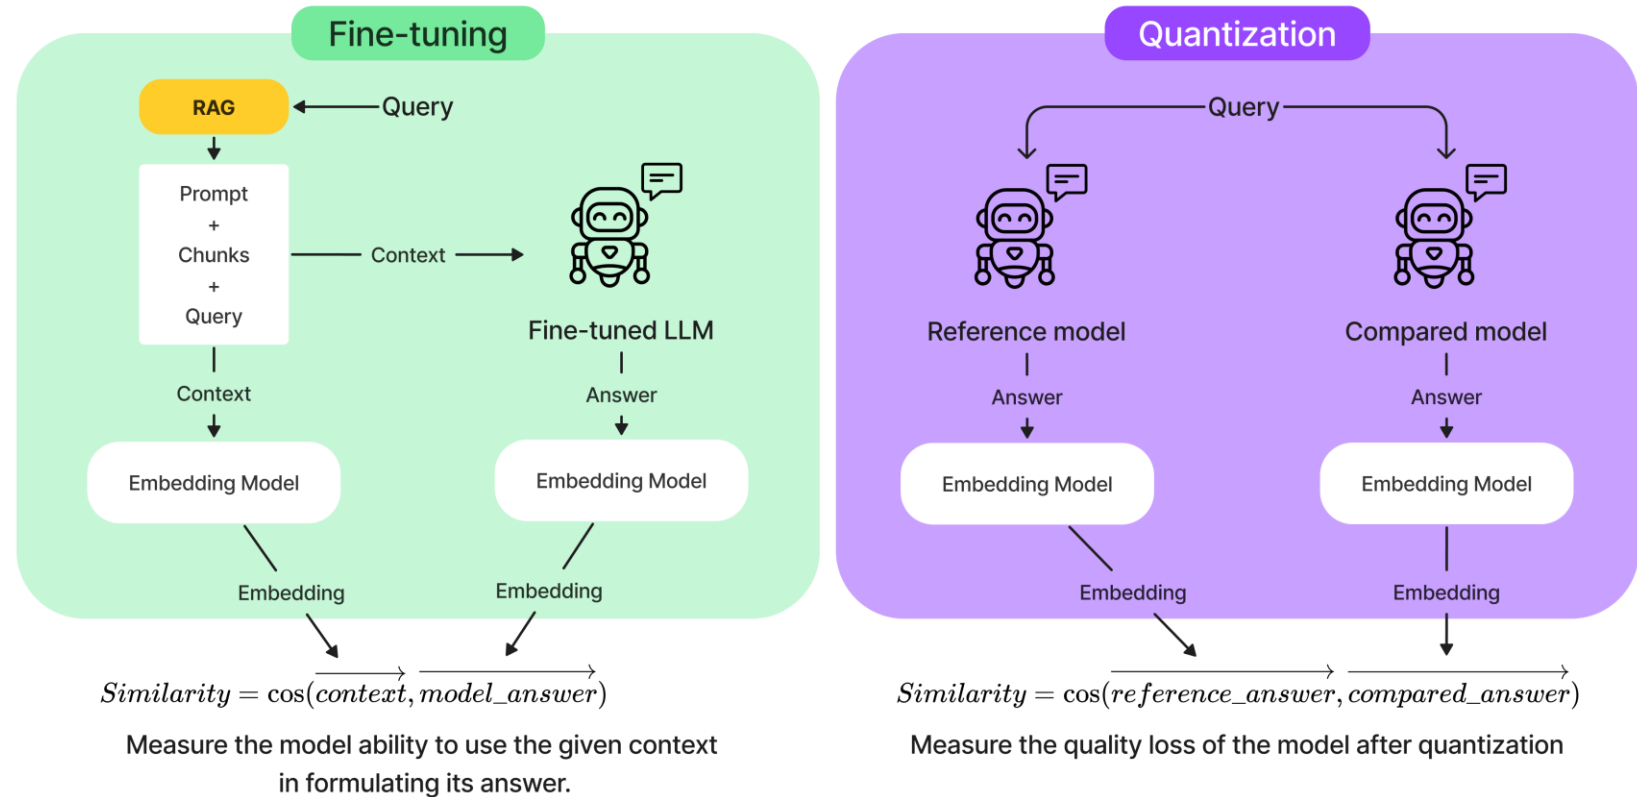 Fine-tuning
RAG
Query
Prompt
+
Chunks
+
Query
Context
Fine-tuned LLM
Context
Answer
Embedding Model
Embedding Model
Embedding
Embedding
Similarity = cos(context, model_answer)
Measure the model ability to use the given context
in formulating its answer.
Quantization
Query
Reference model
Compared model
Answer
Answer
Embedding Model
Embedding Model
Embedding
Embedding
Similarity = cos(reference_answer, compared_answer)
Measure the quality loss of the model after quantization